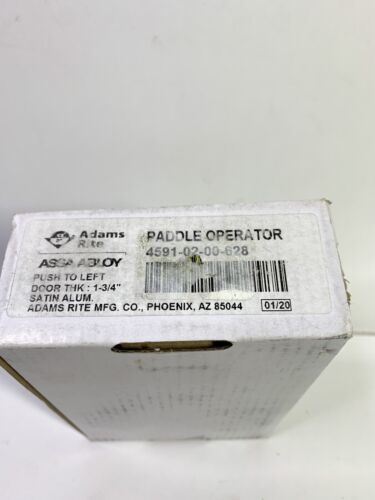 Adams Rite
ASSA ABLOY
PUSH TO LEFT
DOOR THK : 1-3/4"
SATIN ALUM.
ADAMS RITE MFG. CO., PHOENIX, AZ 85044
PADDLE OPERATOR
4591-02-00-628
01/20